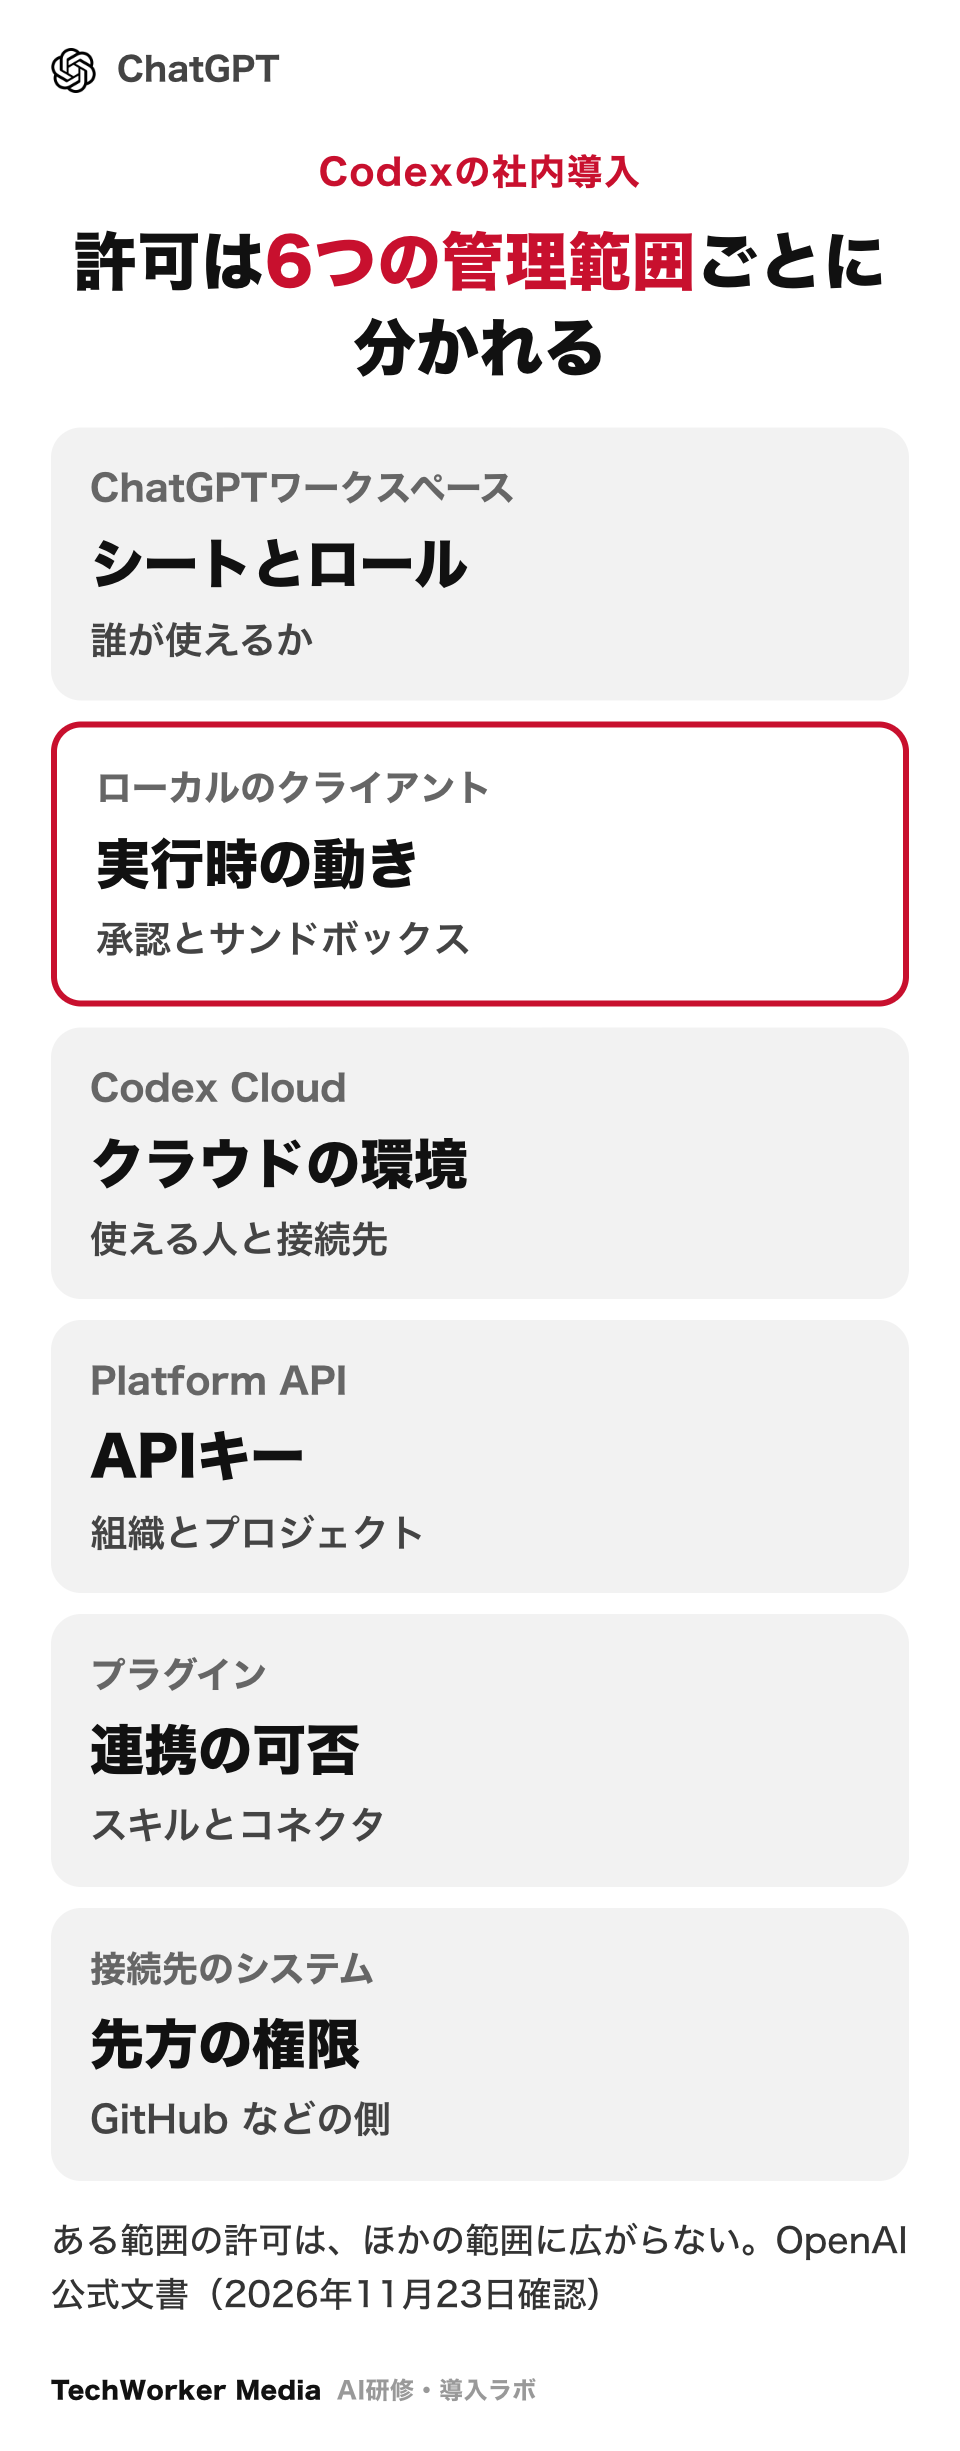 ChatGPT
Codexの社内導入
許可は6つの管理範囲ごとに
分かれる
ChatGPTワークスペース
シートとロール
誰が使えるか
ローカルのクライアント
実行時の動き
承認とサンドボックス
Codex Cloud
クラウドの環境
使える人と接続先
Platform API
APIキー
組織とプロジェクト
プラグイン
連携の可否
スキルとコネクタ
接続先のシステム
先方の権限
GitHub などの側
ある範囲の許可は、ほかの範囲に広がらない。OpenAI
公式文書（2026年11月23日確認）
TechWorker Media AI研修・導入ラボ